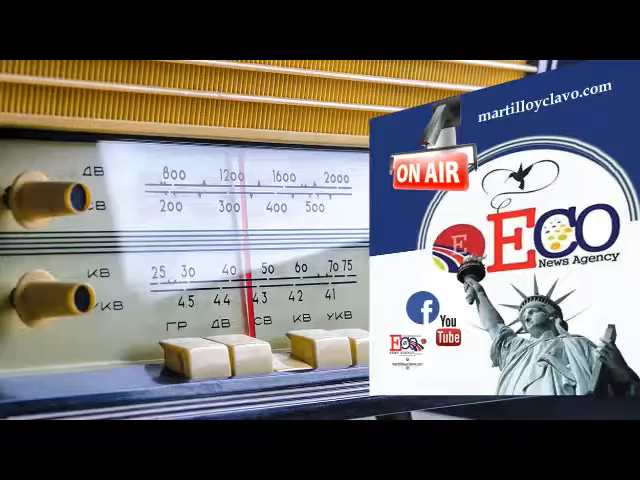 martilloyclavo.com
ON AIR
ECO
News Agency
E
f
You
Tube
ECO
ДВ
800 1200 1600 2000
200 300 400 500
СВ
КВ
25 30 40 50 60 70 75
45 44 43 42 41
УКВ
ГР ДВ СВ КВ УКВ